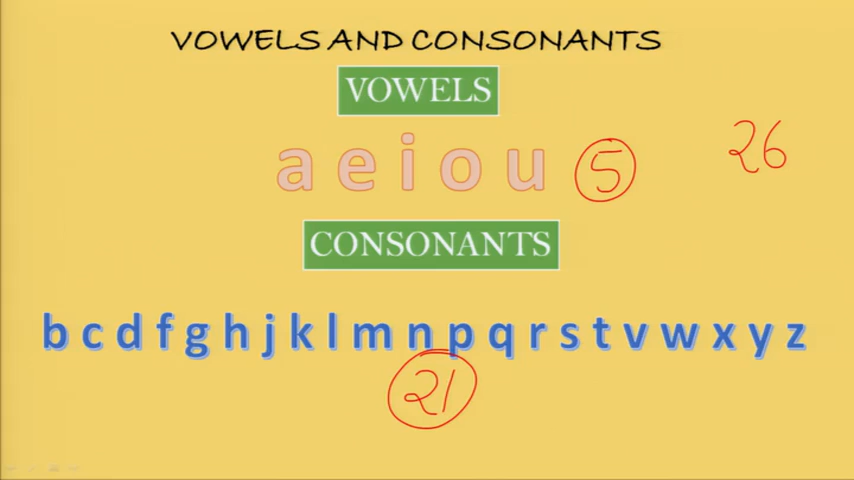 VOWELS AND CONSONANTS
VOWELS
a e i o u 5 26
CONSONANTS
b c d f g h j k l m n p q r s t v w x y z
21